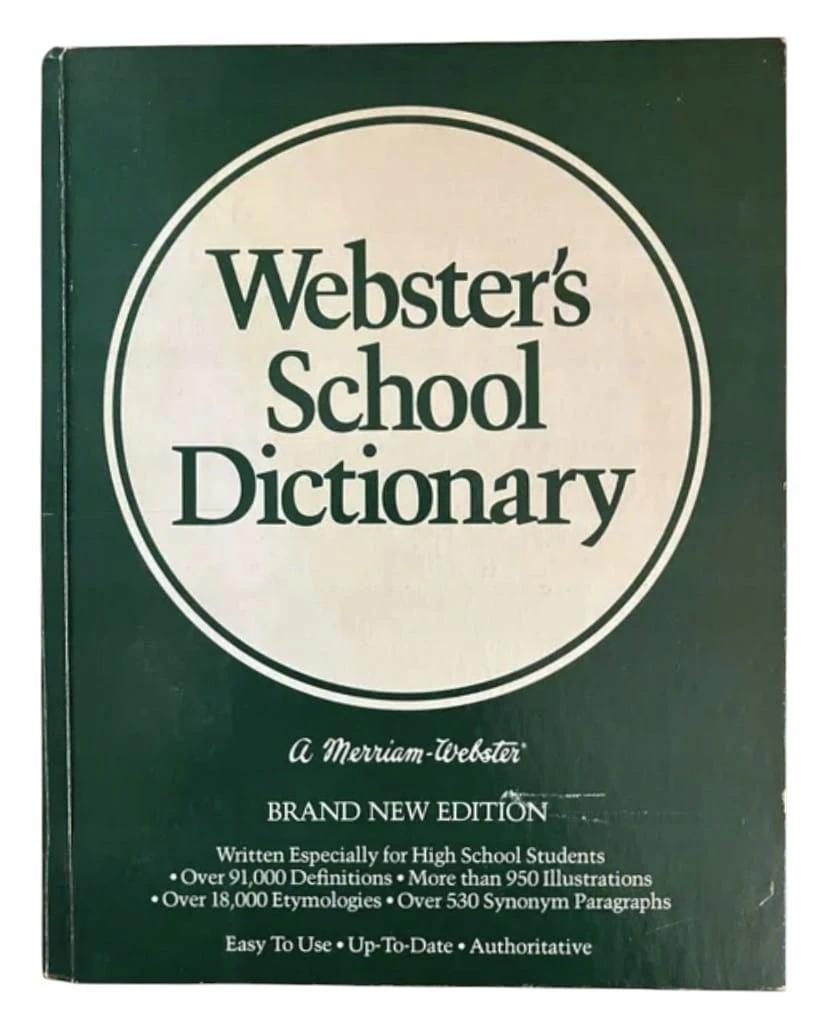 Webster's
School
Dictionary
A Merriam-Webster®
BRAND NEW EDITION
Written Especially for High School Students
• Over 91,000 Definitions • More than 950 Illustrations
• Over 18,000 Etymologies • Over 530 Synonym Paragraphs
Easy To Use • Up-To-Date • Authoritative